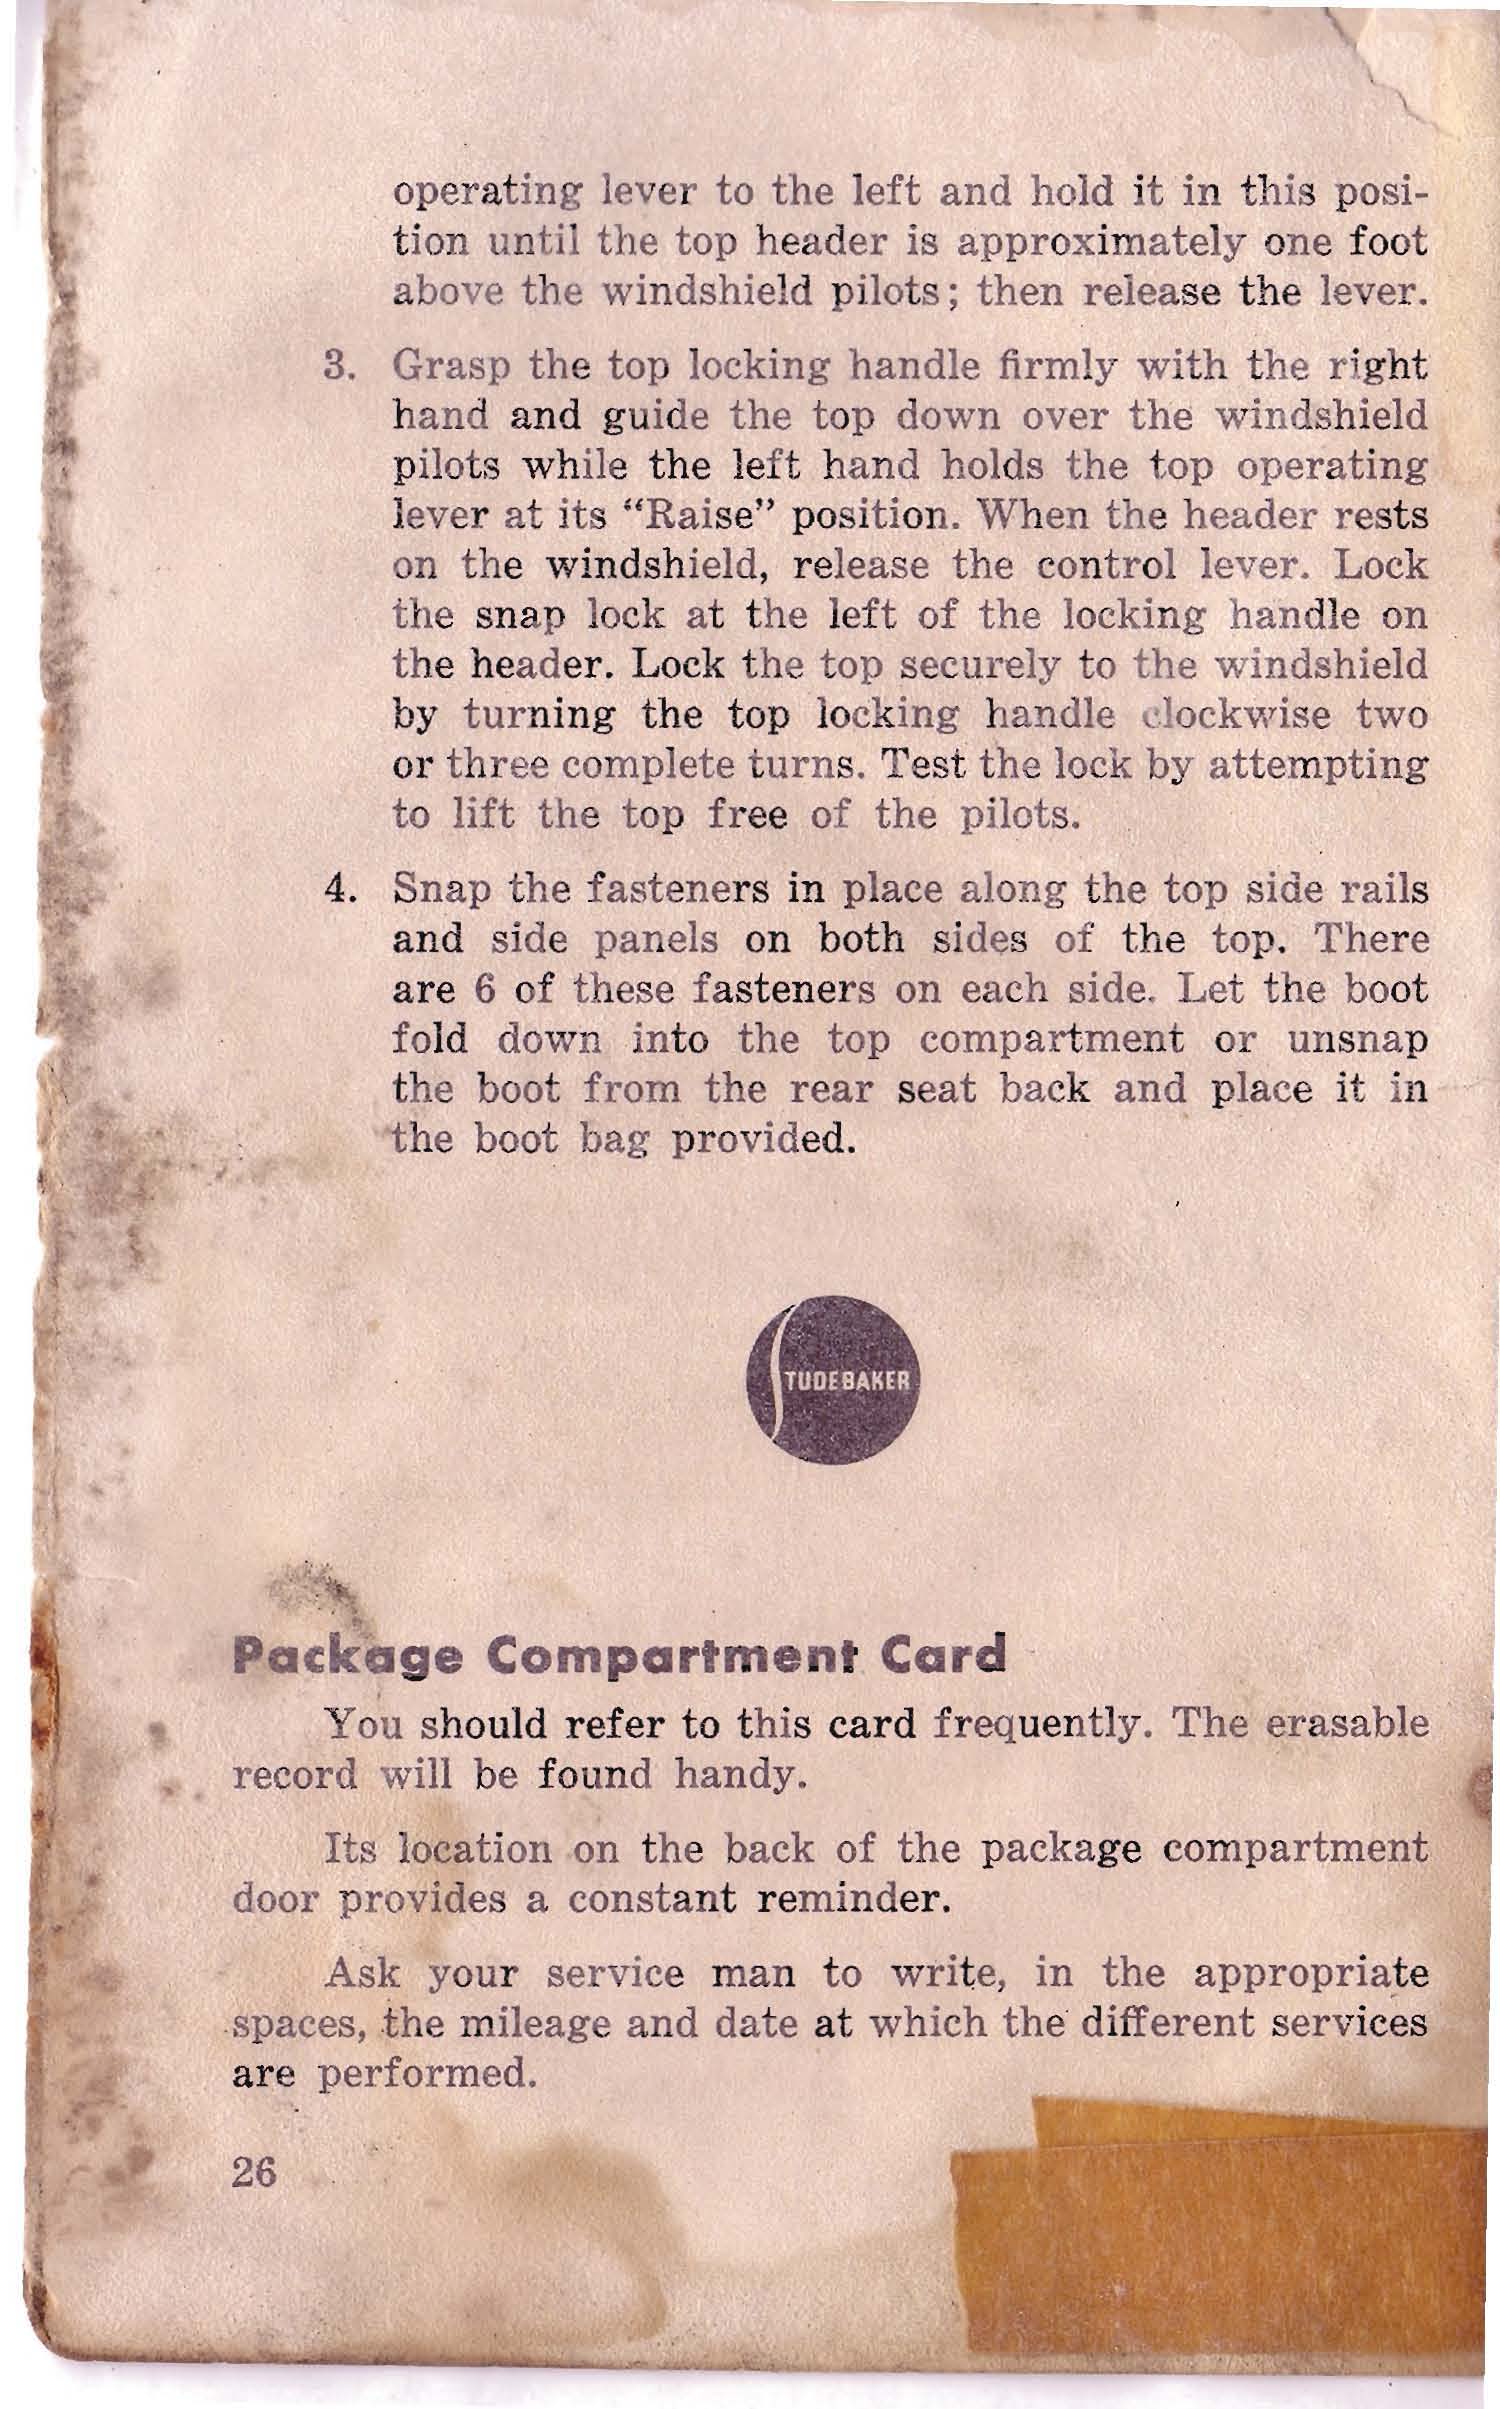 operating lever to the left and hold it in this posi-
tion until the top header is approximately one foot
above the windshield pilots; then release the lever.
3. Grasp the top locking handle firmly with the right
hand and guide the top down over the windshield
pilots while the left hand holds the top operating
lever at its “Raise” position. When the header rests
on the windshield, release the control lever. Lock
the snap lock at the left of the locking handle on
the header. Lock the top securely to the windshield
by turning the top locking handle clockwise two
or three complete turns. Test the lock by attempting
to lift the top free of the pilots.
4. Snap the fasteners in place along the top side rails
and side panels on both sides of the top. There
are 6 of these fasteners on each side. Let the boot
fold down into the top compartment or unsnap
the boot from the rear seat back and place it in
the boot bag provided.
STUDEBAKER
Package Compartment Card
You should refer to this card frequently. The erasable
record will be found handy.
Its location on the back of the package compartment
door provides a constant reminder.
Ask your service man to write, in the appropriate
spaces, the mileage and date at which the different services
are performed.
26